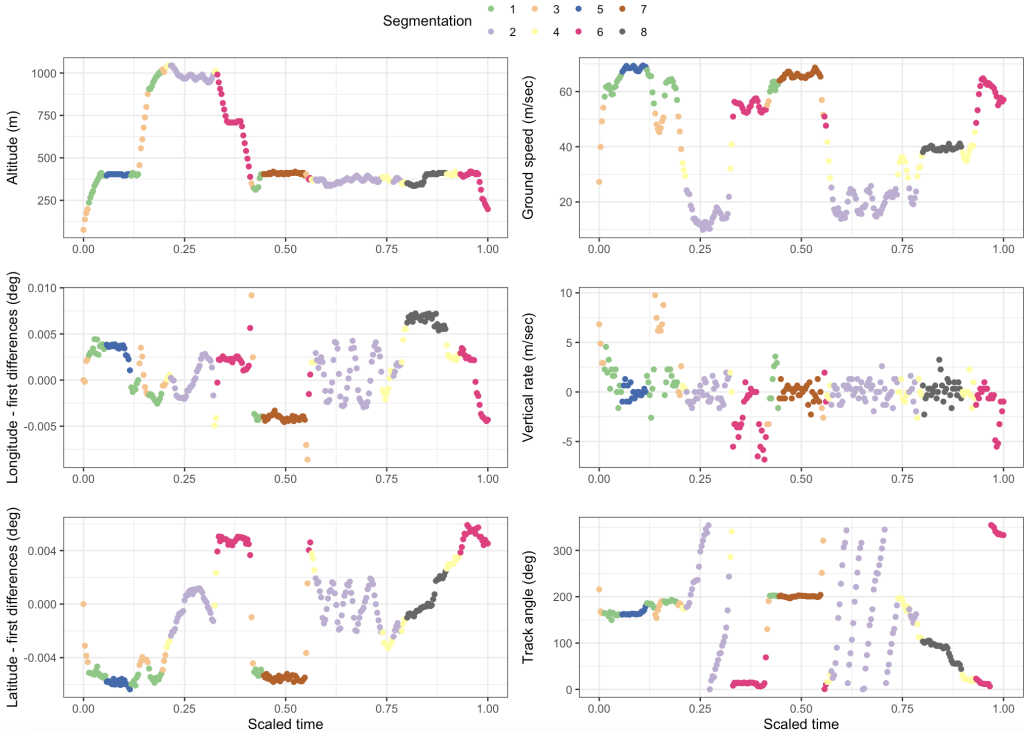 Segmentation
1 3 5 7
2 4 6 8
Altitude (m)
1000
750
500
250
0.00 0.25 0.50 0.75 1.00
Ground speed (m/sec)
60
40
20
0.00 0.25 0.50 0.75 1.00
Longitude - first differences (deg)
0.010
0.005
0.000
-0.005
0.00 0.25 0.50 0.75 1.00
Vertical rate (m/sec)
10
5
0
-5
0.00 0.25 0.50 0.75 1.00
Latitude - first differences (deg)
0.004
0.000
-0.004
0.00 0.25 0.50 0.75 1.00
Scaled time
Track angle (deg)
300
200
100
0
0.00 0.25 0.50 0.75 1.00
Scaled time